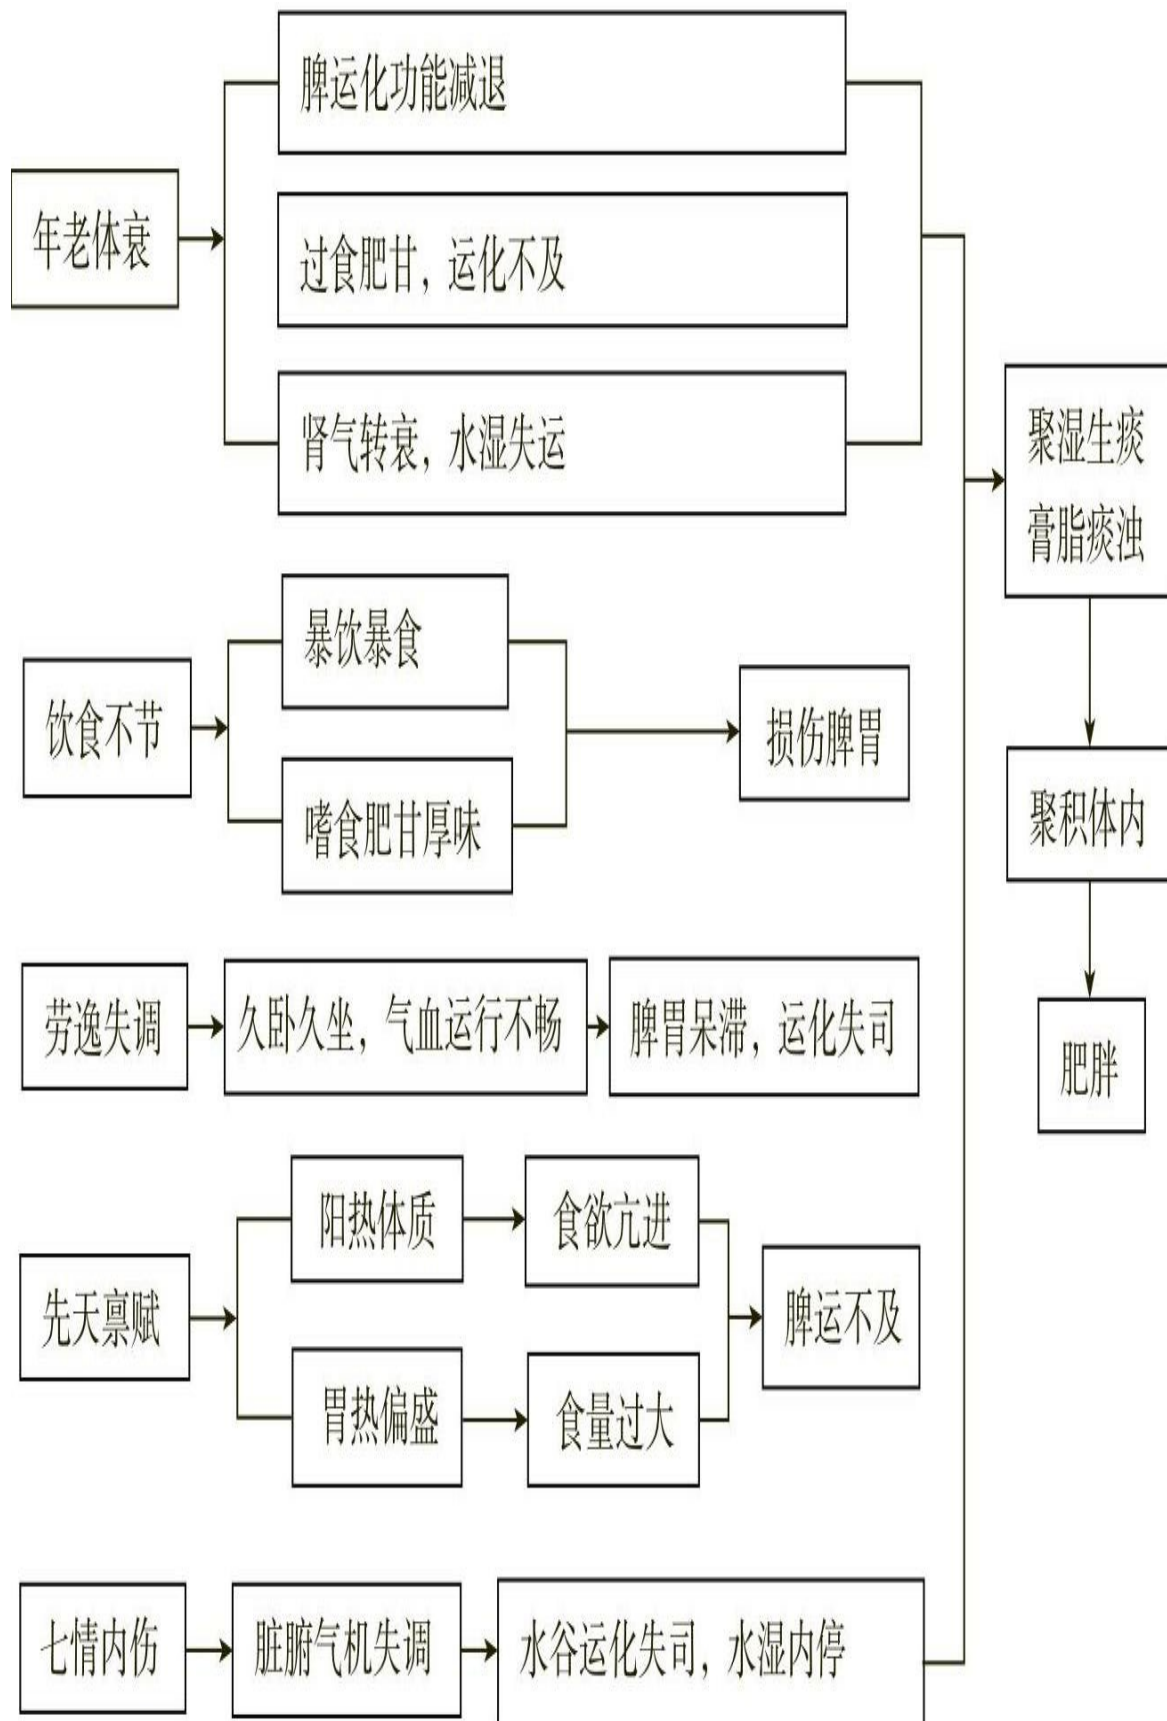 年老体衰
脾运化功能减退
过食肥甘，运化不及
肾气转衰，水湿失运
聚湿生痰
膏脂痰浊
聚积体内
肥胖
饮食不节
暴饮暴食
嗜食肥甘厚味
损伤脾胃
劳逸失调
久卧久坐，气血运行不畅
脾胃呆滞，运化失司
先天禀赋
阳热体质
食欲亢进
胃热偏盛
食量过大
脾运不及
七情内伤
脏腑气机失调
水谷运化失司，水湿内停